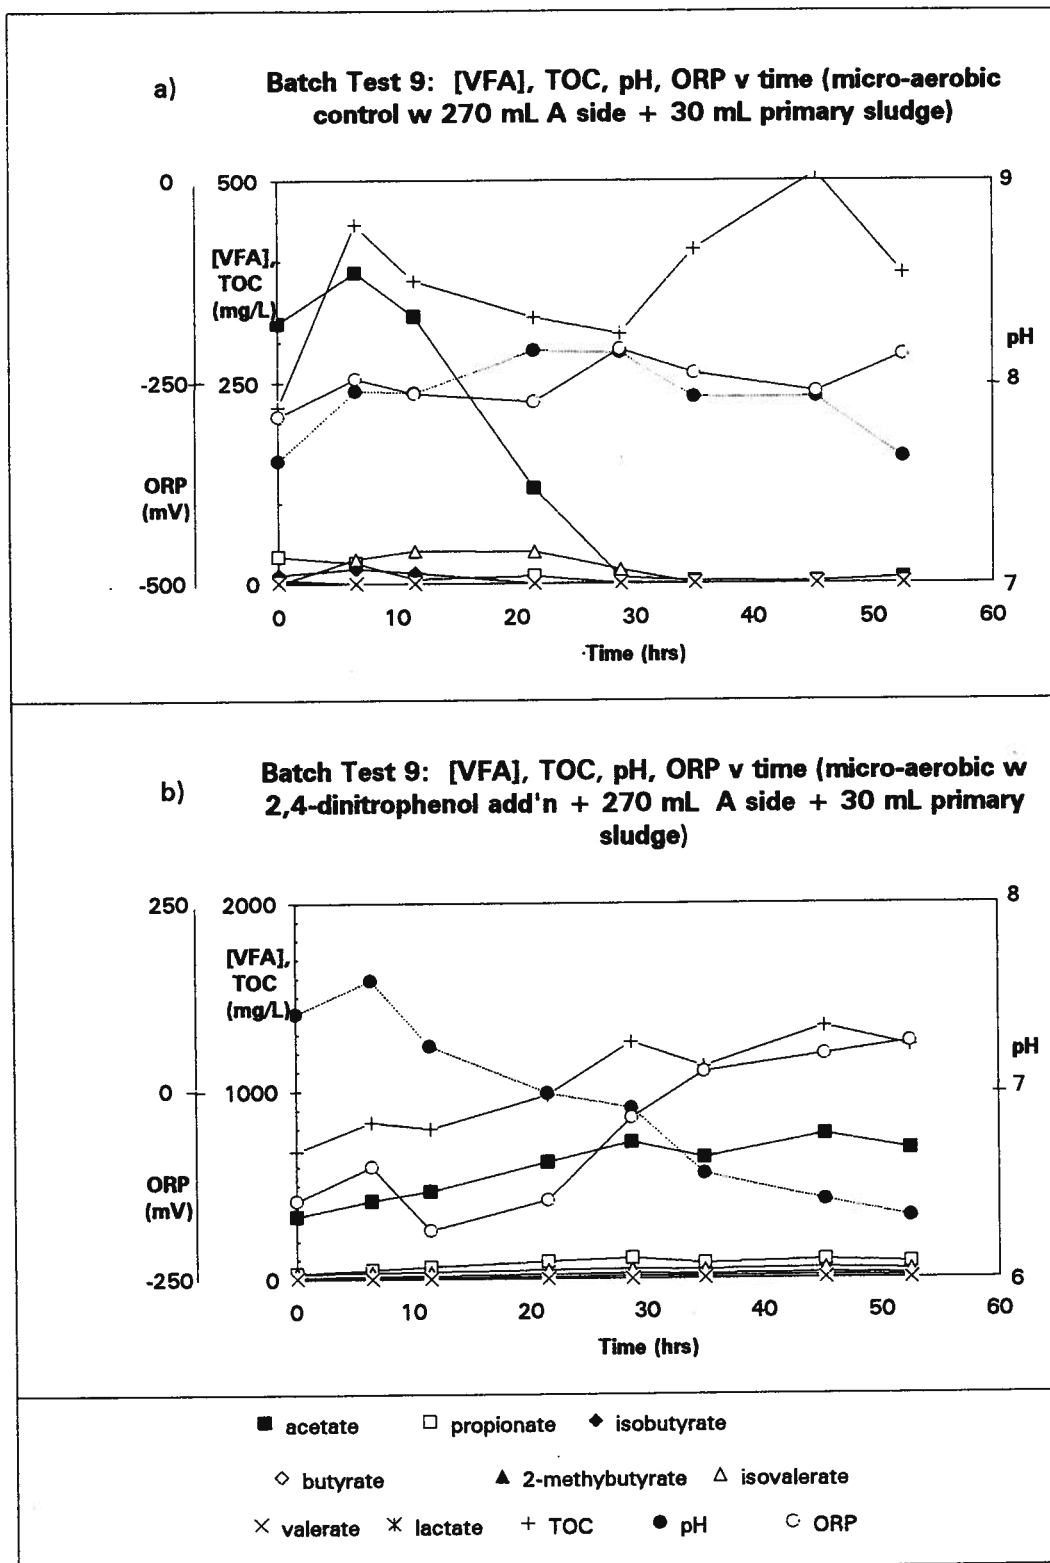 a)
Batch Test 9: [VFA], TOC, pH, ORP v time (micro-aerobic
control w 270 mL A side + 30 mL primary sludge)
0
500
9
[VFA],
TOC
(mg/L)
pH
-250
250
8
ORP
(mV)
-500
0
7
0 10 20 30 40 50 60
Time (hrs)
b)
Batch Test 9: [VFA], TOC, pH, ORP v time (micro-aerobic w
2,4-dinitrophenol add'n + 270 mL A side + 30 mL primary
sludge)
250
2000
8
[VFA],
TOC
(mg/L)
pH
0
1000
7
ORP
(mV)
-250
0
6
0 10 20 30 40 50 60
Time (hrs)
acetate propionate isobutyrate
butyrate 2-methybutyrate isovalerate
valerate lactate TOC pH ORP